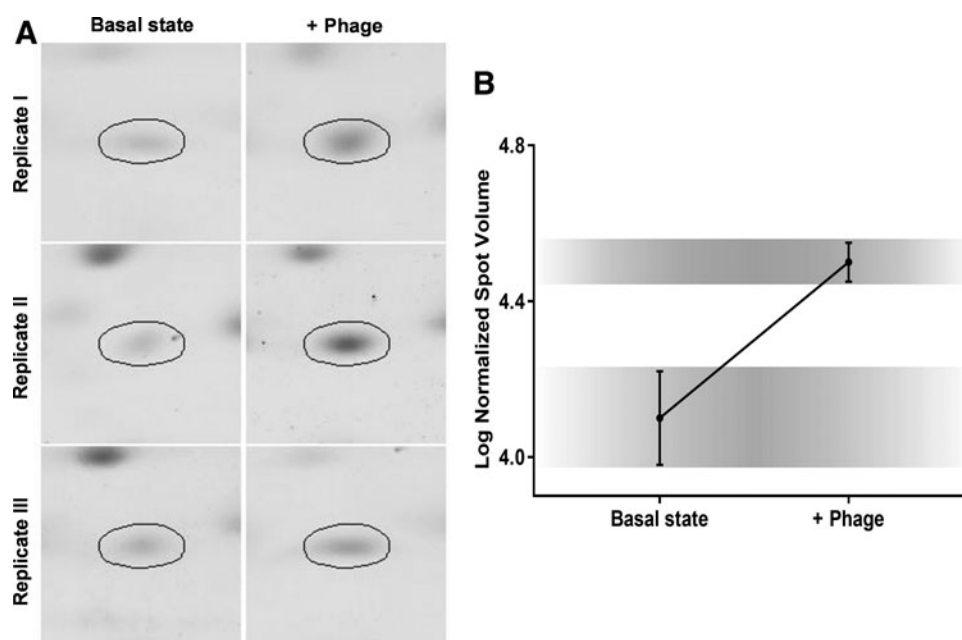 A
Basal state
+ Phage
Replicate I
Replicate II
Replicate III
B
Log Normalized Spot Volume
4.8
4.4
4.0
Basal state
+ Phage